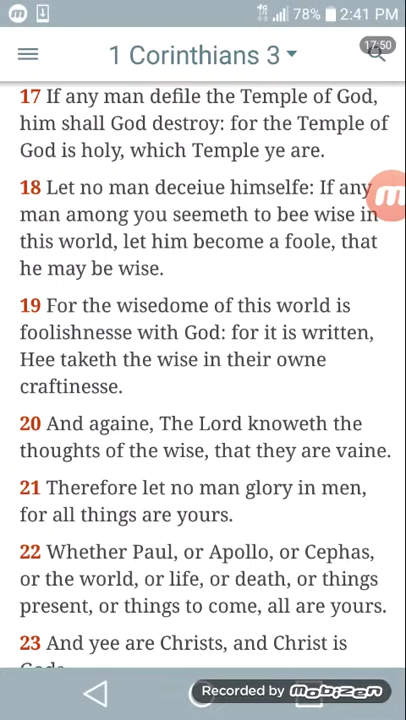 78% 2:41 PM
1 Corinthians 3
17:50
17 If any man defile the Temple of God,
him shall God destroy: for the Temple of
God is holy, which Temple ye are.
18 Let no man deceiue himselfe: If any
man among you seemeth to bee wise in
this world, let him become a foole, that
he may be wise.
19 For the wisedome of this world is
foolishnesse with God: for it is written,
Hee taketh the wise in their owne
craftinesse.
20 And againe, The Lord knoweth the
thoughts of the wise, that they are vaine.
21 Therefore let no man glory in men,
for all things are yours.
22 Whether Paul, or Apollo, or Cephas,
or the world, or life, or death, or things
present, or things to come, all are yours.
23 And yee are Christs, and Christ is
Gods.
Recorded by mobizen